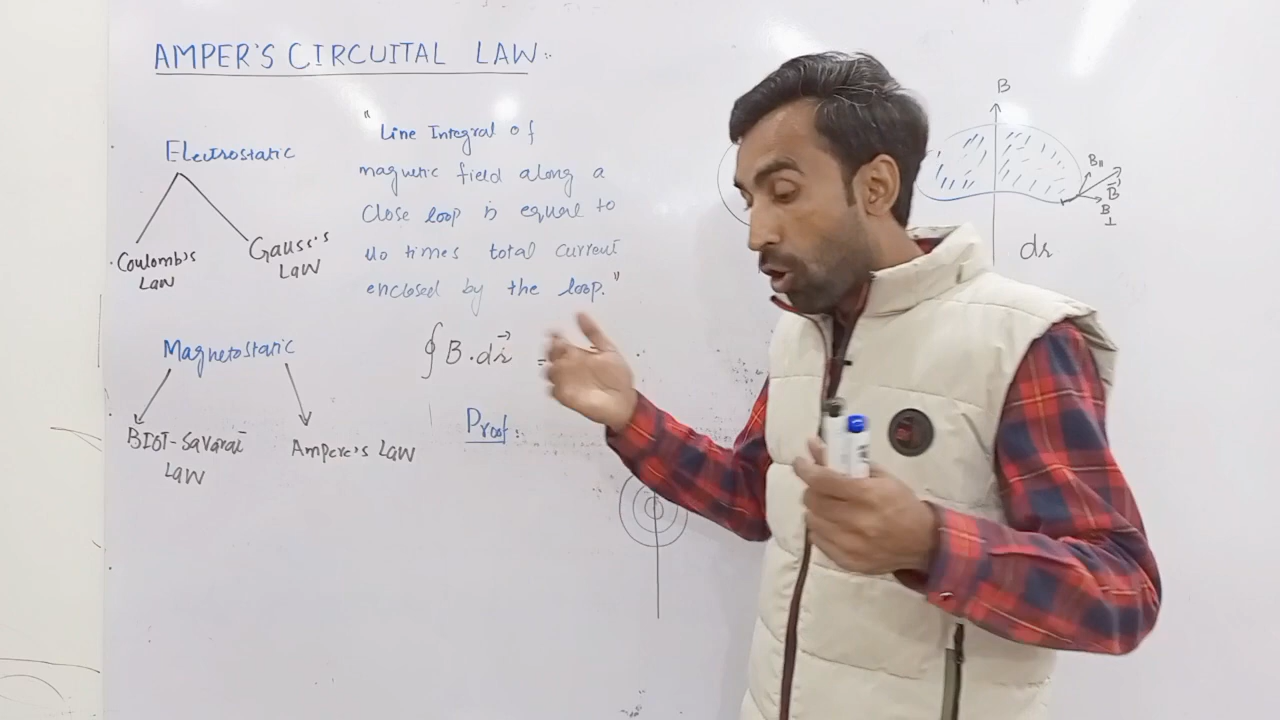 AMPER'S CIRCUITAL LAW :-
Electrostatic
Coulomb's
Law
Gauss's
LAW
Magnetostatic
BIOT-Savarat
LAW
Ampere's LAW
" Line Integral of
magnetic field along a
Close loop is equal to
μo times total current
enclosed by the loop. "
∮ B . dr⃗ =
Proof :
B
B॥
B⃗
B⊥
dr